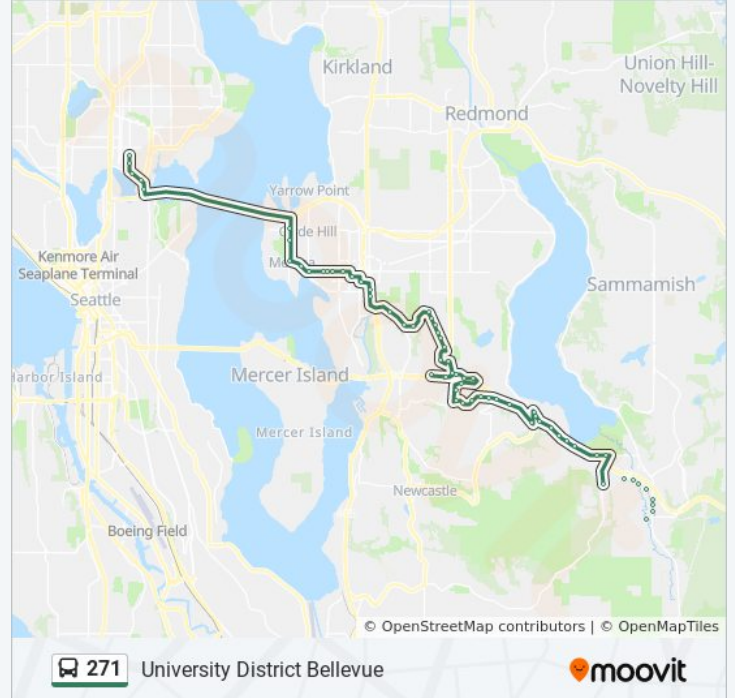 Kirkland
Union Hill-
Novelty Hill
Redmond
Yarrow Point
Hill
Kenmore Air
Seaplane Terminal
Seattle
Sammamish
Harbor Island
Mercer Island
Mercer Island
Newcastle
Boeing Field
© OpenStreetMap contributors | © OpenMapTiles
271 University District Bellevue
moovit